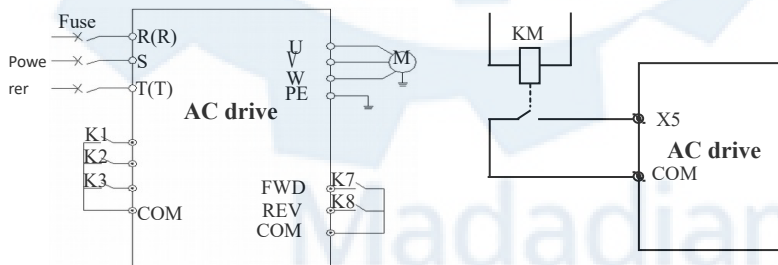 Fuse
R(R)
Powe
S
rer
T(T)
U
V
W
PE
M
AC drive
K1
K2
K3
COM
FWD
K7
REV
K8
COM
KM
X5
AC drive
COM
Madadian